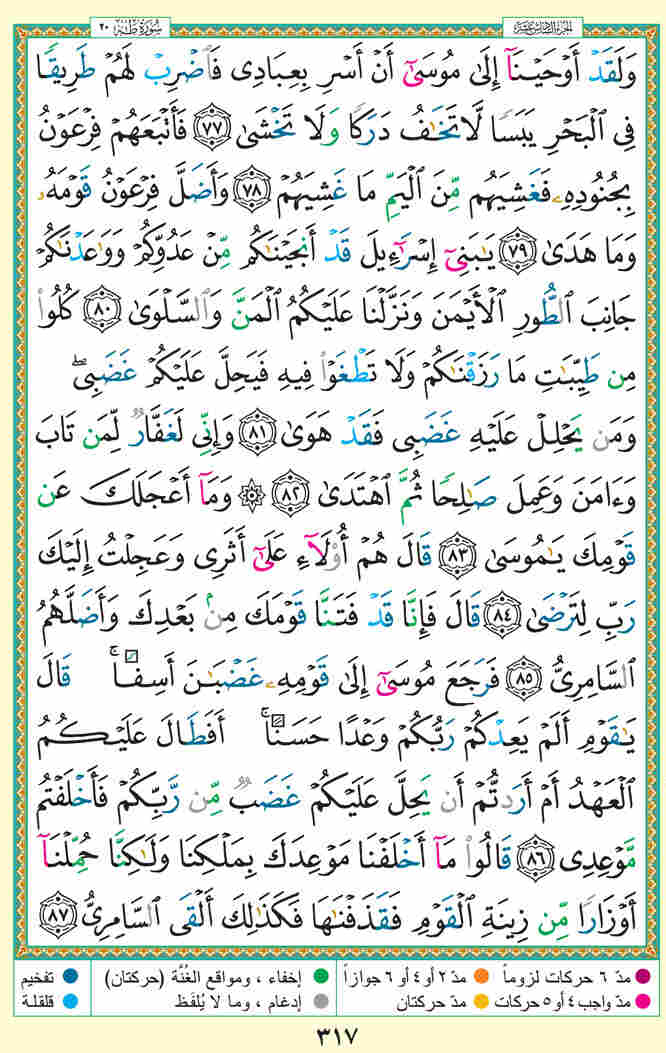 سُورَةُ طه ٢٠
الجزء السادس عشر
وَلَقَدْ أَوْحَيْنَآ إِلَىٰ مُوسَىٰٓ أَنْ أَسْرِ بِعِبَادِى فَٱضْرِبْ لَهُمْ طَرِيقًا
فِى ٱلْبَحْرِ يَبَسًا لَّا تَخَـٰفُ دَرَكًا وَلَا تَخْشَىٰ ٧٧ فَأَتْبَعَهُمْ فِرْعَوْنُ
بِجُنُودِهِۦ فَغَشِيَهُم مِّنَ ٱلْيَمِّ مَا غَشِيَهُمْ ٧٨ وَأَضَلَّ فِرْعَوْنُ قَوْمَهُۥ
وَمَا هَدَىٰ ٧٩ يَـٰبَنِىٓ إِسْرَٰٓءِيلَ قَدْ أَنجَيْنَـٰكُم مِّنْ عَدُوِّكُمْ وَوَٰعَدْنَـٰكُمْ
جَانِبَ ٱلطُّورِ ٱلْأَيْمَنَ وَنَزَّلْنَا عَلَيْكُمُ ٱلْمَنَّ وَٱلسَّلْوَىٰ ٨٠ كُلُوا۟
مِن طَيِّبَـٰتِ مَا رَزَقْنَـٰكُمْ وَلَا تَطْغَوْا۟ فِيهِ فَيَحِلَّ عَلَيْكُمْ غَضَبِى ۖ
وَمَن يَحْلِلْ عَلَيْهِ غَضَبِى فَقَدْ هَوَىٰ ٨١ وَإِنِّى لَغَفَّارٌ لِّمَن تَابَ
وَءَامَنَ وَعَمِلَ صَـٰلِحًا ثُمَّ ٱهْتَدَىٰ ٨٢ ۞ وَمَآ أَعْجَلَكَ عَن
قَوْمِكَ يَـٰمُوسَىٰ ٨٣ قَالَ هُمْ أُو۟لَآءِ عَلَىٰٓ أَثَرِى وَعَجِلْتُ إِلَيْكَ
رَبِّ لِتَرْضَىٰ ٨٤ قَالَ فَإِنَّا قَدْ فَتَنَّا قَوْمَكَ مِنۢ بَعْدِكَ وَأَضَلَّهُمُ
ٱلسَّامِرِىُّ ٨٥ فَرَجَعَ مُوسَىٰٓ إِلَىٰ قَوْمِهِۦ غَضْبَـٰنَ أَسِفًا ۚ قَالَ
يَـٰقَوْمِ أَلَمْ يَعِدْكُمْ رَبُّكُمْ وَعْدًا حَسَنًا ۚ أَفَطَالَ عَلَيْكُمُ
ٱلْعَهْدُ أَمْ أَرَدتُّمْ أَن يَحِلَّ عَلَيْكُمْ غَضَبٌ مِّن رَّبِّكُمْ فَأَخْلَفْتُم
مَّوْعِدِى ٨٦ قَالُوا۟ مَآ أَخْلَفْنَا مَوْعِدَكَ بِمَلْكِنَا وَلَـٰكِنَّا حُمِّلْنَآ
أَوْزَارًا مِّن زِينَةِ ٱلْقَوْمِ فَقَذَفْنَـٰهَا فَكَذَٰلِكَ أَلْقَى ٱلسَّامِرِىُّ ٨٧
مدّ ٦ حركات لزوماً
مدّ ٢ أو ٤ أو ٦ جوازاً
مدّ واجب ٤ أو ٥ حركات
مدّ حركتان
إخفاء ، ومواقع الغُنَّة (حركتان)
إدغام ، وما لا يُلفَظ
تفخيم
قلقلة
٣١٧